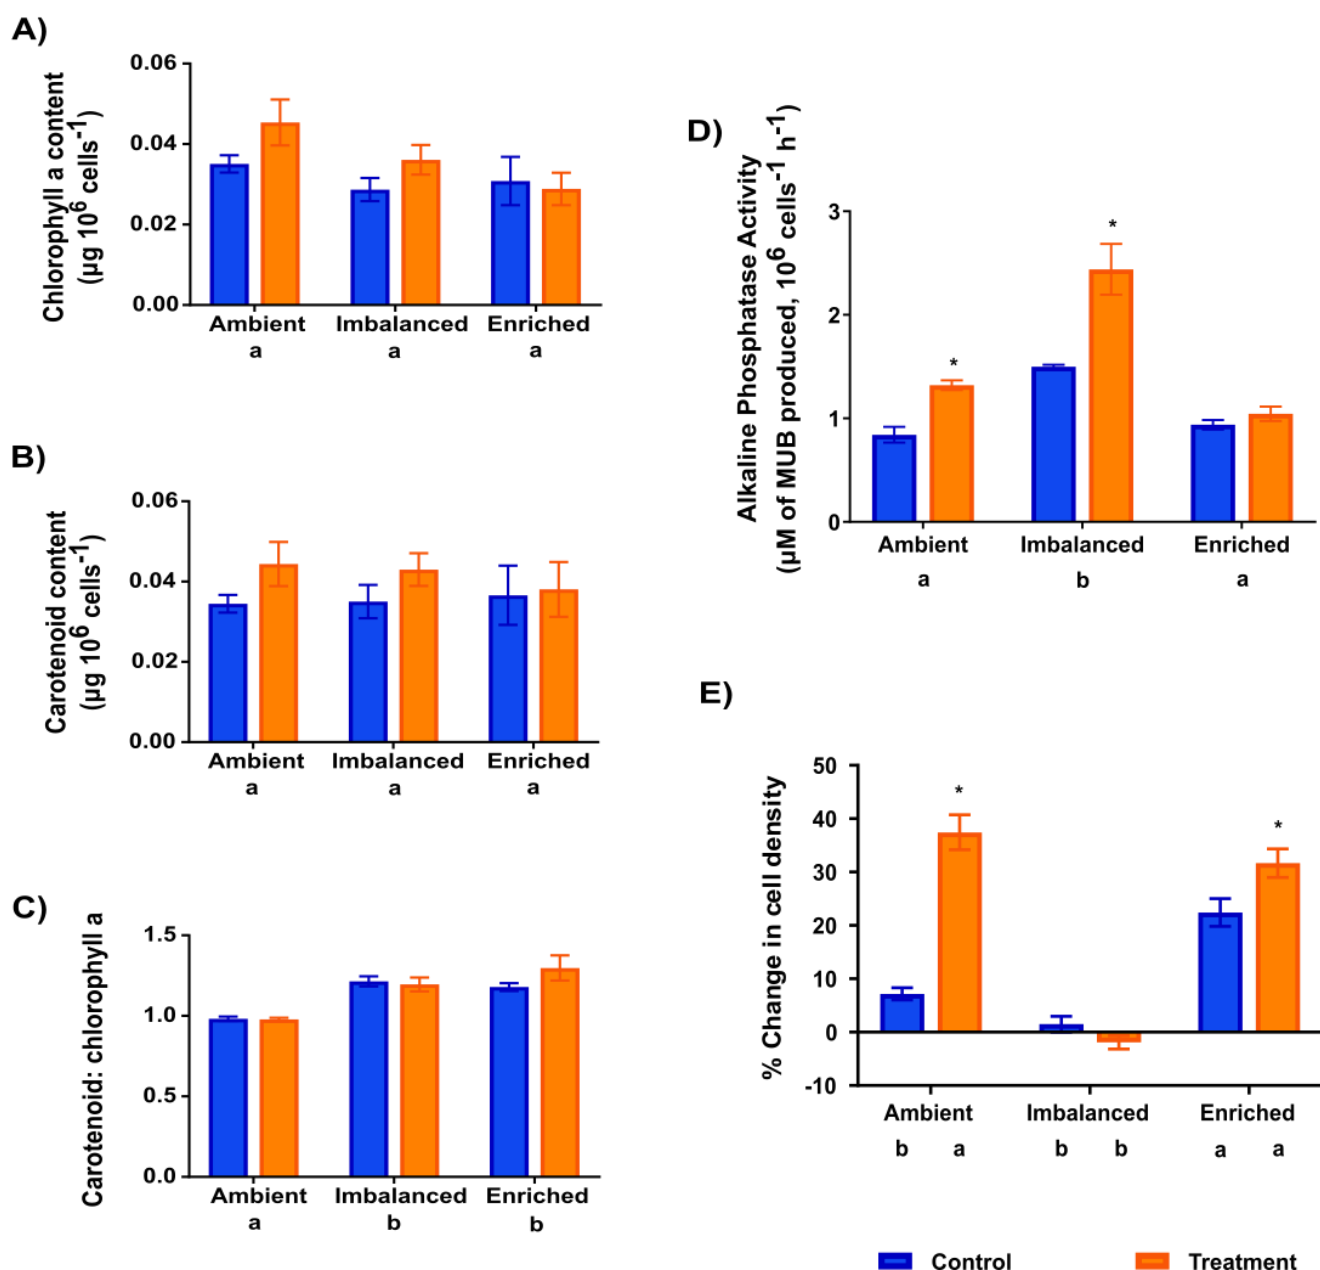 A)
Chlorophyll a content
(µg 10⁶ cells⁻¹)
0.06
0.04
0.02
0.00
Ambient Imbalanced Enriched
a a a
B)
Carotenoid content
(µg 10⁶ cells⁻¹)
0.06
0.04
0.02
0.00
Ambient Imbalanced Enriched
a a a
C)
Carotenoid: chlorophyll a
1.5
1.0
0.5
0.0
Ambient Imbalanced Enriched
a b b
D)
Alkaline Phosphatase Activity
(µM of MUB produced, 10⁶ cells⁻¹ h⁻¹)
3
2
1
0
* *
Ambient Imbalanced Enriched
a b a
E)
% Change in cell density
50
40
30
20
10
0
-10
* *
Ambient Imbalanced Enriched
b a b b a a
Control Treatment